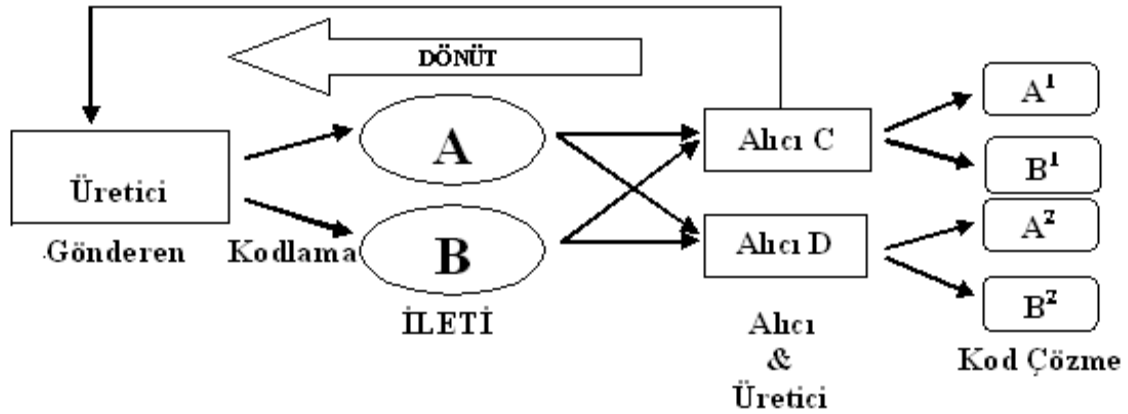 DÖNÜT
Üretici
Gönderen
Kodlama
A
B
İLETİ
Alıcı C
Alıcı D
Alıcı
&
Üretici
A¹
B¹
A²
B²
Kod Çözme